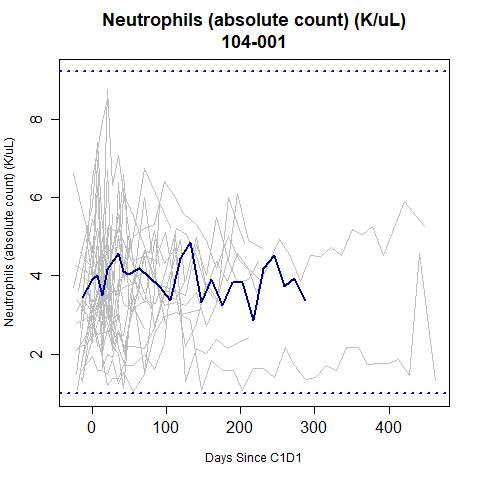 Neutrophils (absolute count) (K/uL)
104-001
Neutrophils (absolute count) (K/uL)
8
6
4
2
0 100 200 300 400
Days Since C1D1